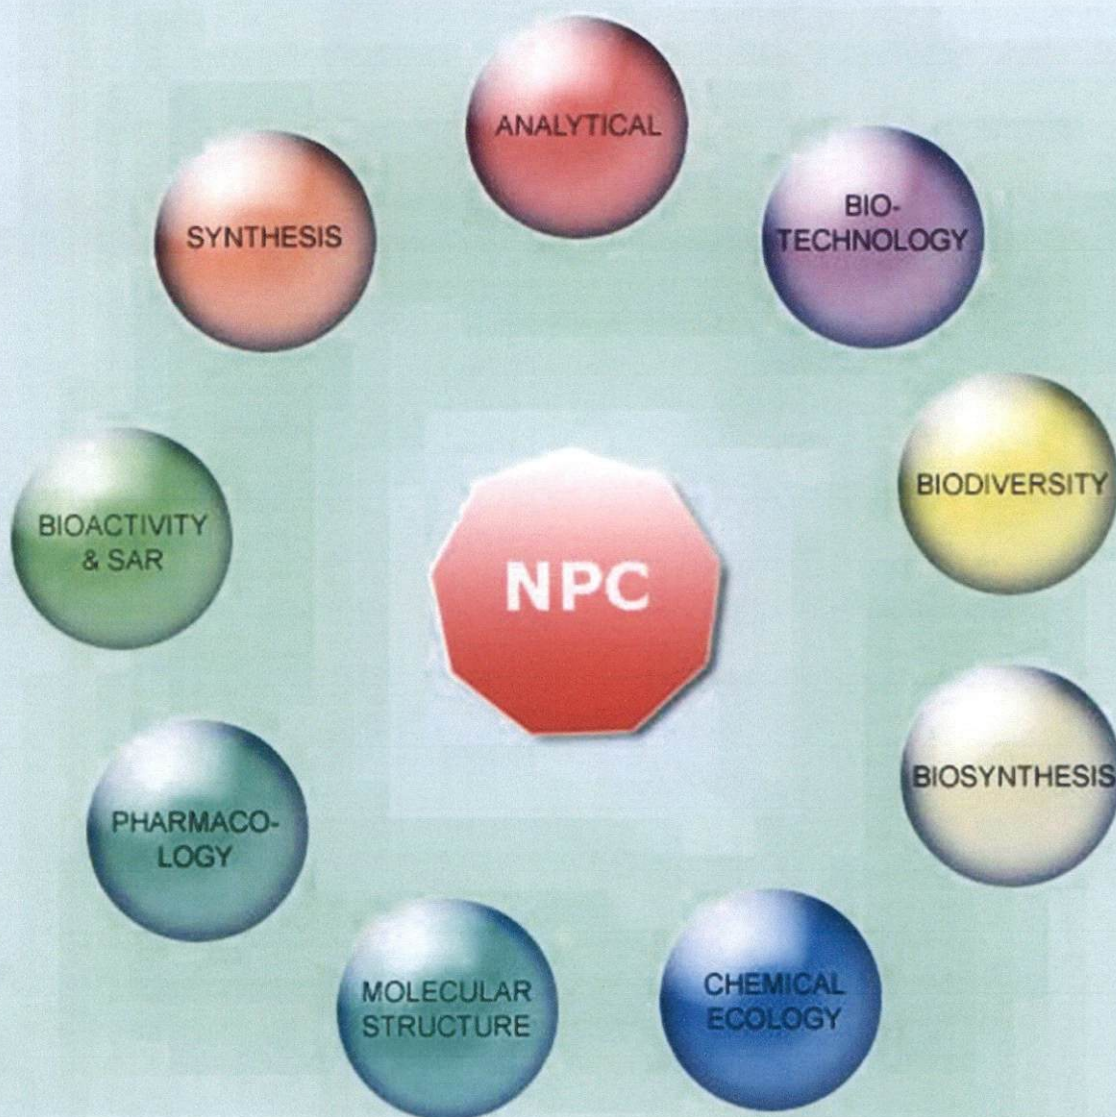 ANALYTICAL
BIO-
TECHNOLOGY
BIODIVERSITY
BIOSYNTHESIS
CHEMICAL
ECOLOGY
MOLECULAR
STRUCTURE
PHARMACO-
LOGY
BIOACTIVITY
& SAR
SYNTHESIS
NPC